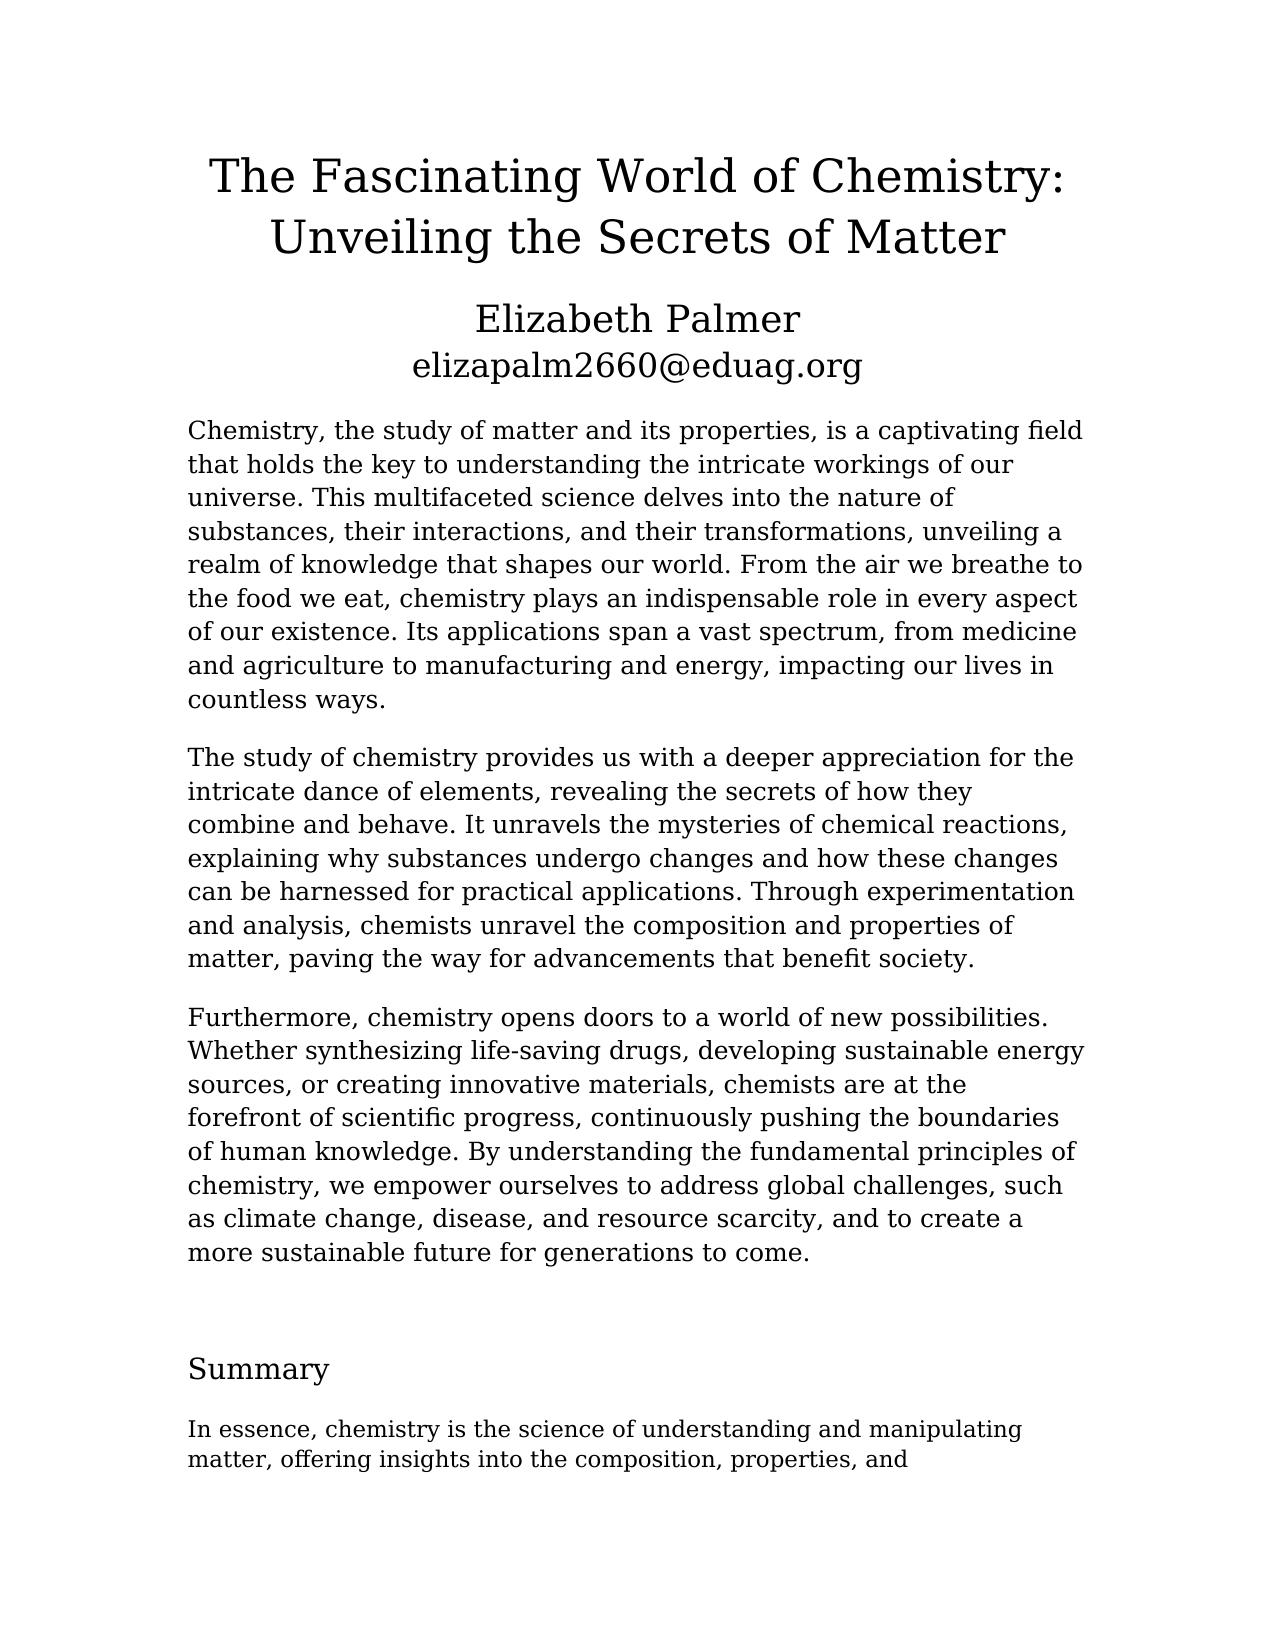 The Fascinating World of Chemistry:
Unveiling the Secrets of Matter
Elizabeth Palmer
elizapalm2660@eduag.org
Chemistry, the study of matter and its properties, is a captivating field
that holds the key to understanding the intricate workings of our
universe. This multifaceted science delves into the nature of
substances, their interactions, and their transformations, unveiling a
realm of knowledge that shapes our world. From the air we breathe to
the food we eat, chemistry plays an indispensable role in every aspect
of our existence. Its applications span a vast spectrum, from medicine
and agriculture to manufacturing and energy, impacting our lives in
countless ways.
The study of chemistry provides us with a deeper appreciation for the
intricate dance of elements, revealing the secrets of how they
combine and behave. It unravels the mysteries of chemical reactions,
explaining why substances undergo changes and how these changes
can be harnessed for practical applications. Through experimentation
and analysis, chemists unravel the composition and properties of
matter, paving the way for advancements that benefit society.
Furthermore, chemistry opens doors to a world of new possibilities.
Whether synthesizing life-saving drugs, developing sustainable energy
sources, or creating innovative materials, chemists are at the
forefront of scientific progress, continuously pushing the boundaries
of human knowledge. By understanding the fundamental principles of
chemistry, we empower ourselves to address global challenges, such
as climate change, disease, and resource scarcity, and to create a
more sustainable future for generations to come.
Summary
In essence, chemistry is the science of understanding and manipulating
matter, offering insights into the composition, properties, and